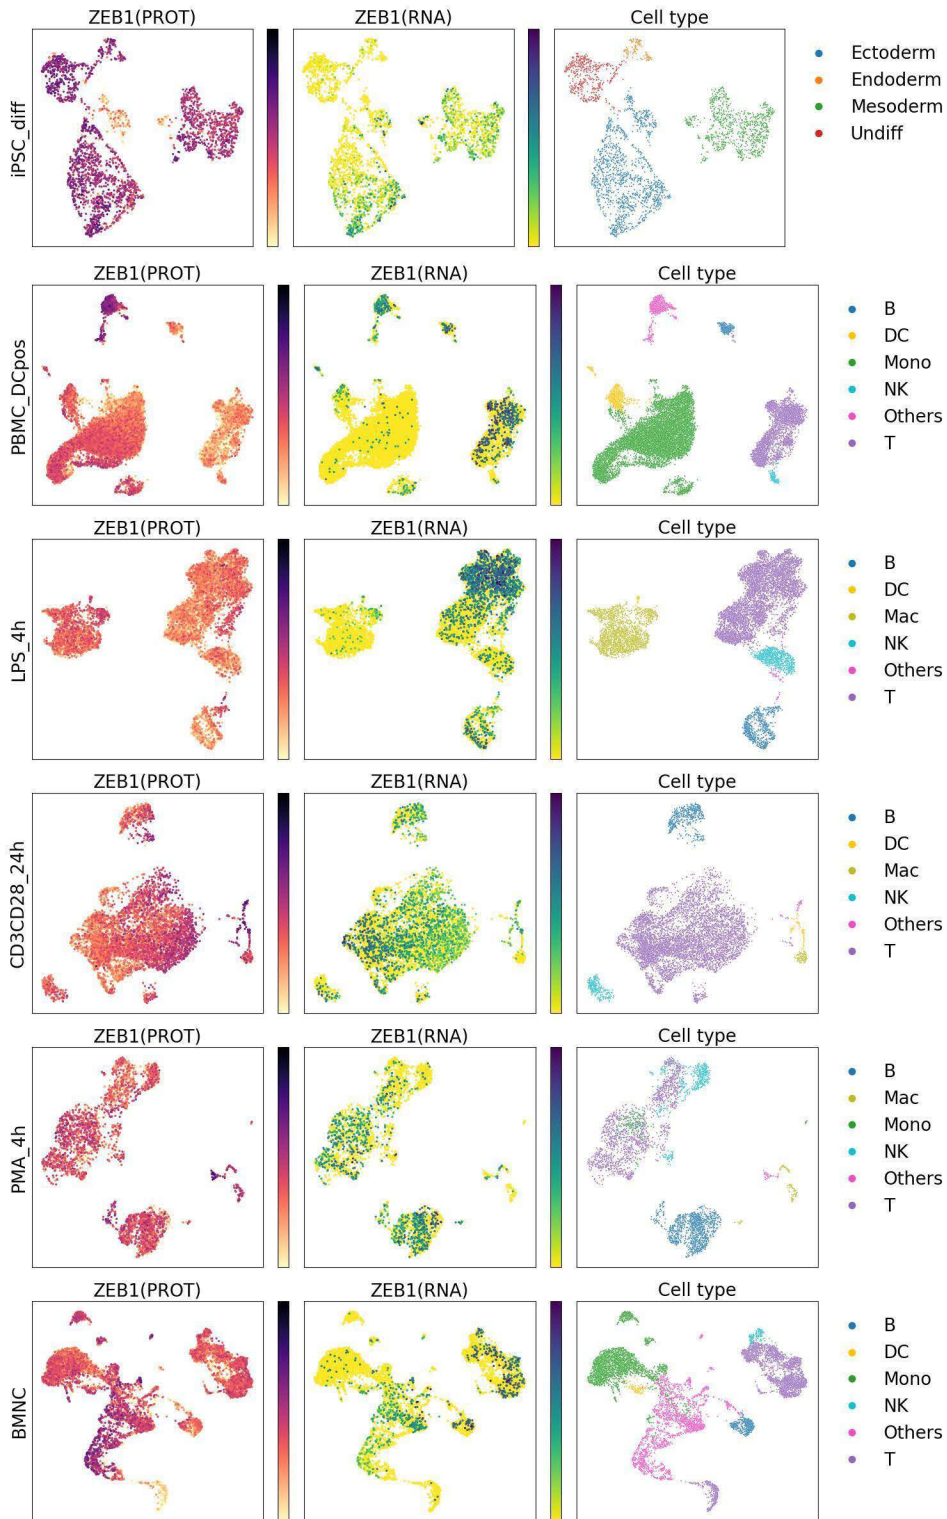 ZEB1(PROT) ZEB1(RNA) Cell type
iPSC_diff
Ectoderm
Endoderm
Mesoderm
Undiff
ZEB1(PROT) ZEB1(RNA) Cell type
PBMC_DCpos
B
DC
Mono
NK
Others
T
ZEB1(PROT) ZEB1(RNA) Cell type
LPS_4h
B
DC
Mac
NK
Others
T
ZEB1(PROT) ZEB1(RNA) Cell type
CD3CD28_24h
B
DC
Mac
NK
Others
T
ZEB1(PROT) ZEB1(RNA) Cell type
PMA_4h
B
Mac
Mono
NK
Others
T
ZEB1(PROT) ZEB1(RNA) Cell type
BMNC
B
DC
Mono
NK
Others
T